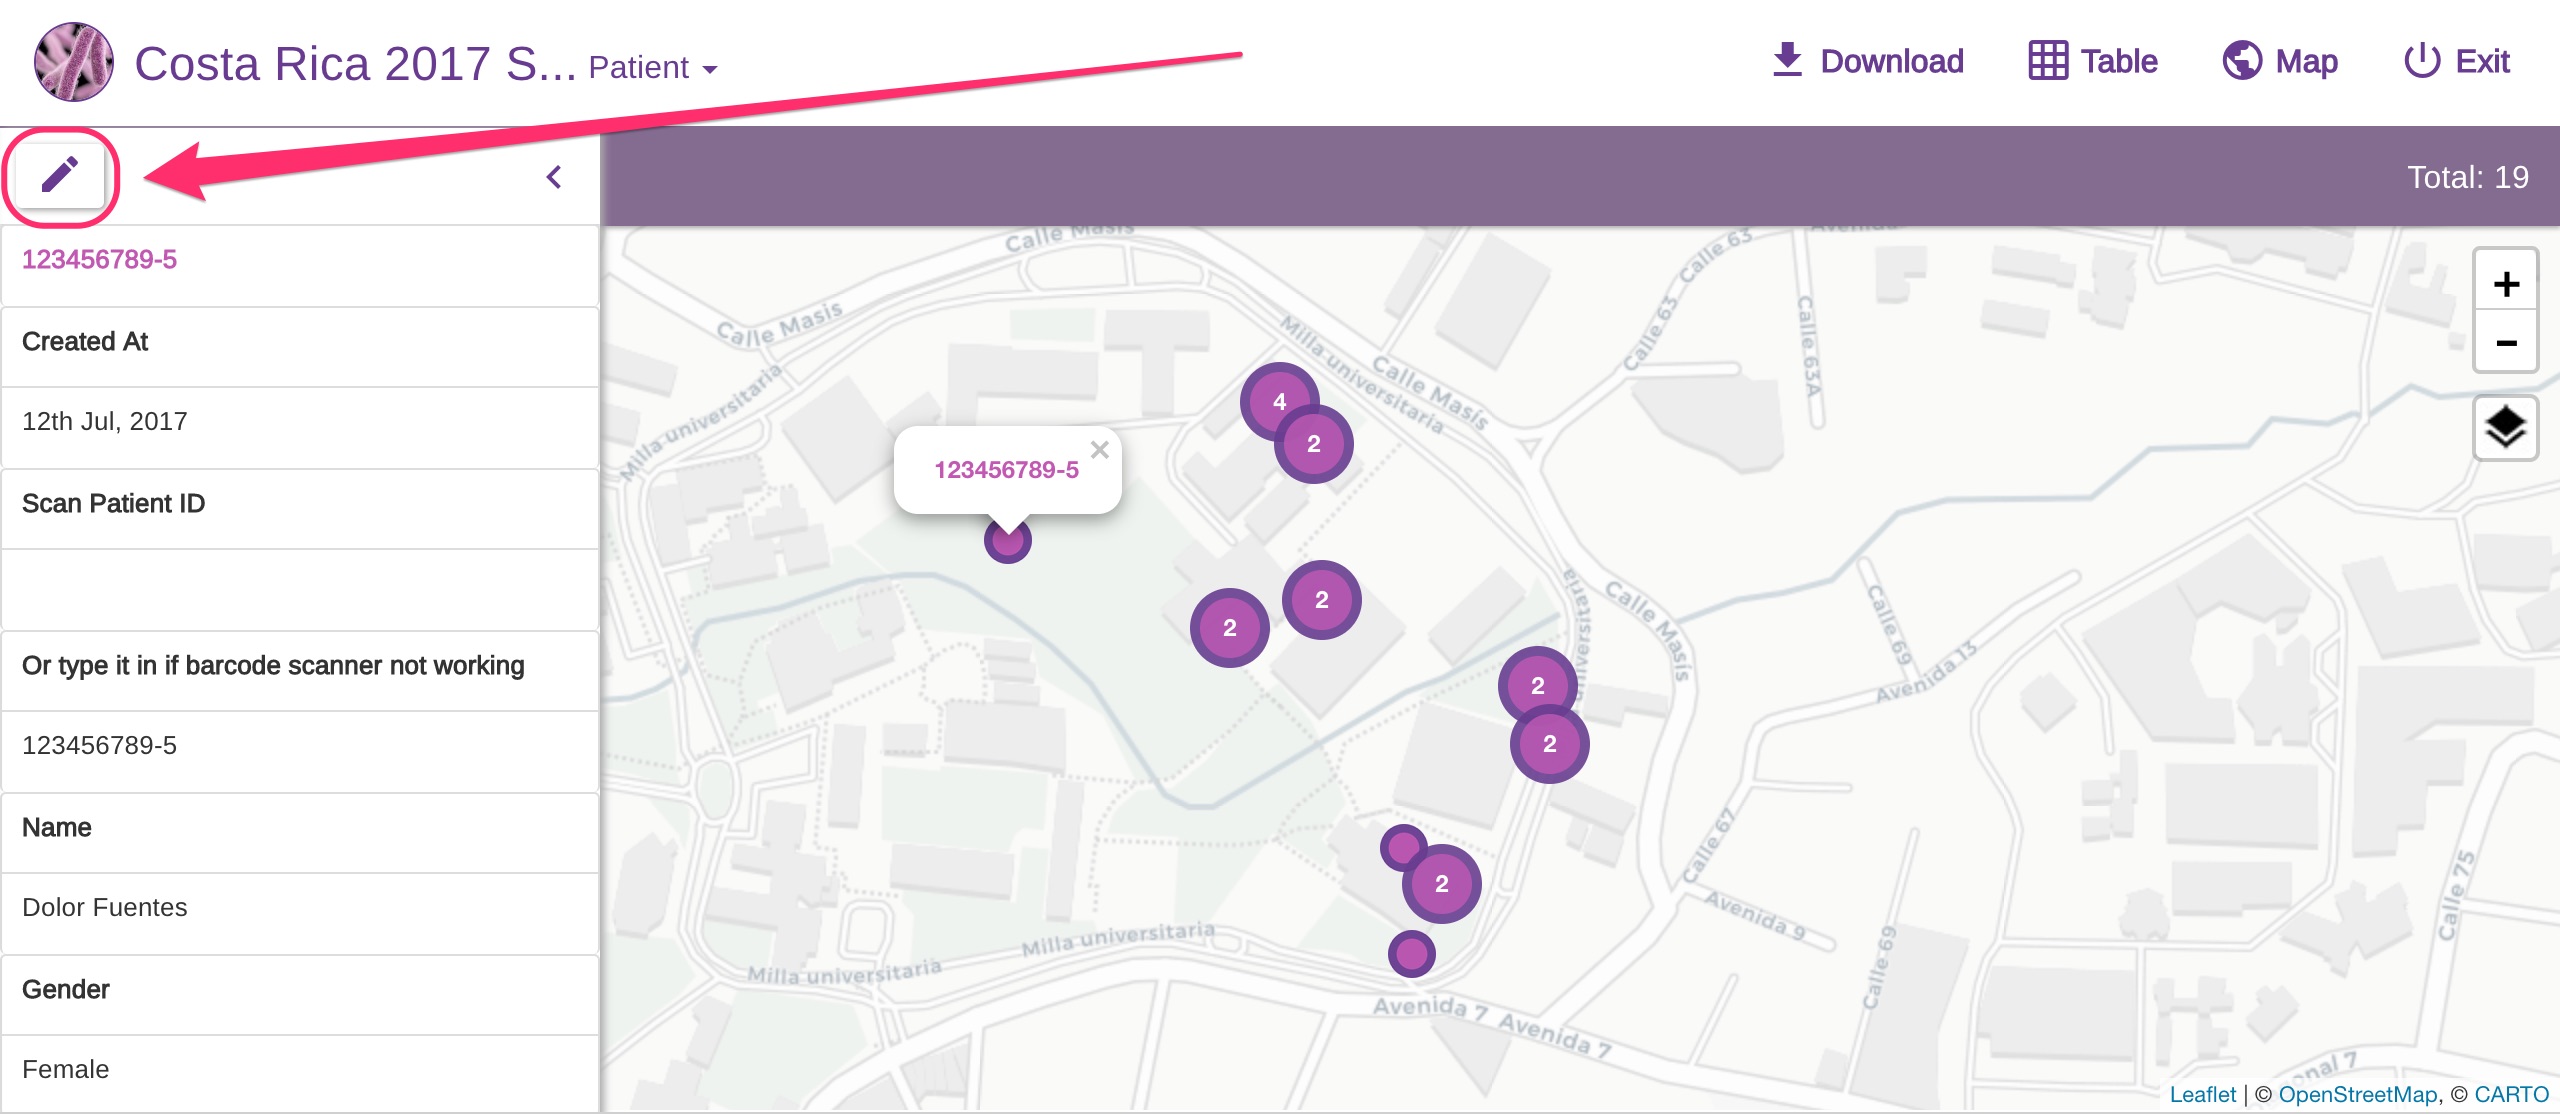 Costa Rica 2017 S... Patient
Download Table Map Exit
Total: 19
123456789-5
Created At
12th Jul, 2017
Scan Patient ID
Or type it in if barcode scanner not working
123456789-5
Name
Dolor Fuentes
Gender
Female
Calle Masis
Calle 63
Calle 63
Calle 63A
Calle Masis
Milla universitaria
Calle Masís
Milla universitaria
4
2
123456789-5 ×
2
2
2
2
2
Calle Masís
Calle 69
Avenida 13
Calle 67
Avenida 9
Calle 69
Calle 75
Milla universitaria
Milla universitaria
Avenida 7
Avenida 7
+
−
Leaflet | © OpenStreetMap, © CARTO